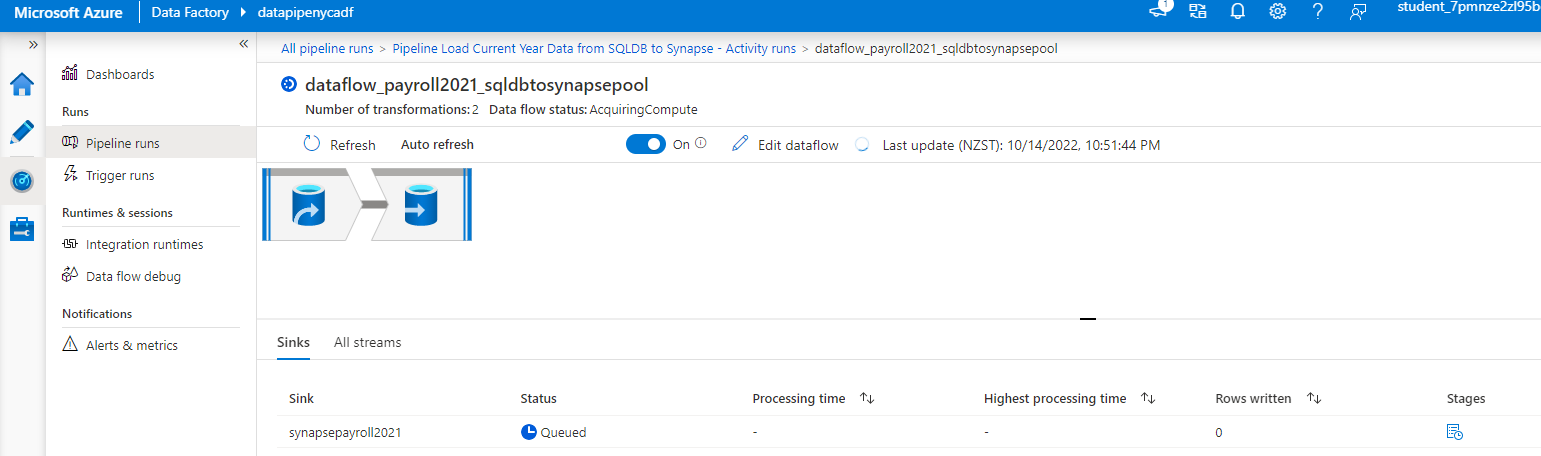 Microsoft Azure | Data Factory datapipenycadf 1 student_7pmnze2zl95b
» «
All pipeline runs > Pipeline Load Current Year Data from SQLDB to Synapse - Activity runs > dataflow_payroll2021_sqldbtosynapsepool
Dashboards
dataflow_payroll2021_sqldbtosynapsepool
Runs
Number of transformations: 2 Data flow status: AcquiringCompute
Pipeline runs
Refresh Auto refresh On Edit dataflow Last update (NZST): 10/14/2022, 10:51:44 PM
Trigger runs
Runtimes & sessions
Integration runtimes
Data flow debug
Notifications
Alerts & metrics
Sinks All streams
Sink Status Processing time Highest processing time Rows written Stages
synapsepayroll2021 Queued - - 0